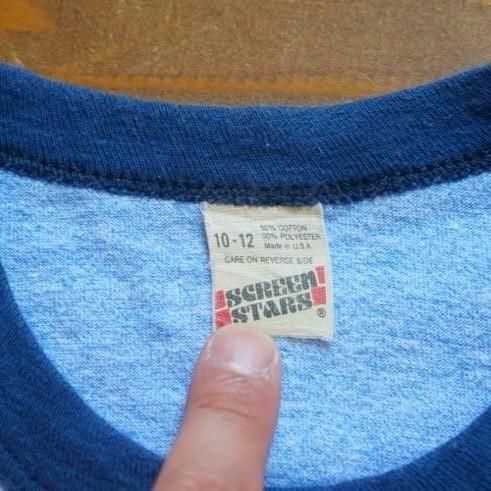 10-12
50% COTTON
50% POLYESTER
Made in U.S.A.
CARE ON REVERSE SIDE
SCREEN
STARS®